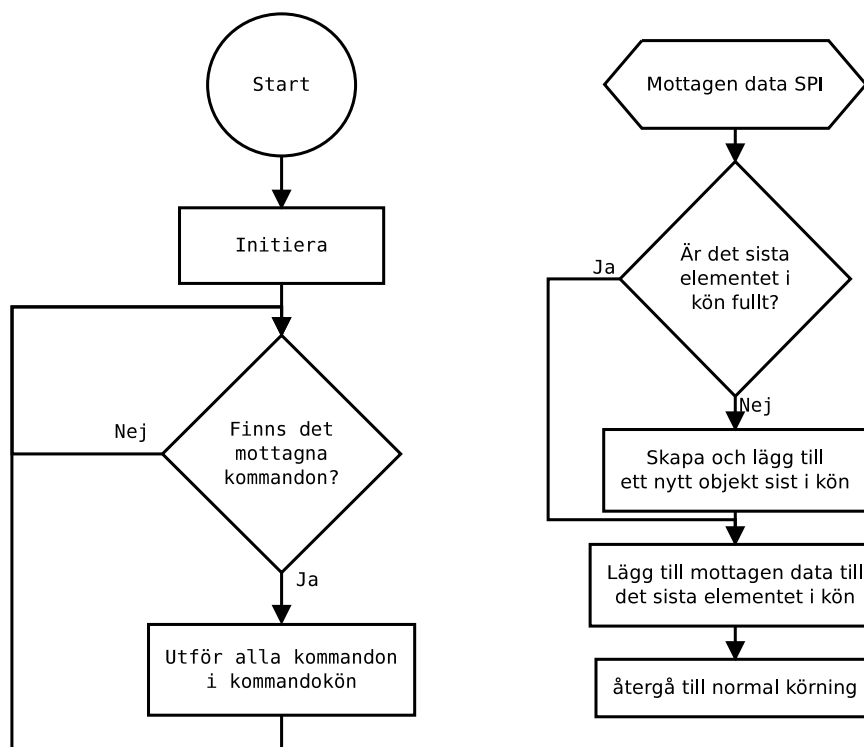 Start
Initiera
Finns det
mottagna
kommandon?
Nej
Ja
Utför alla kommandon
i kommandokön
Mottagen data SPI
Är det sista
elementet i
kön fullt?
Ja
Nej
Skapa och lägg till
ett nytt objekt sist i kön
Lägg till mottagen data till
det sista elementet i kön
återgå till normal körning